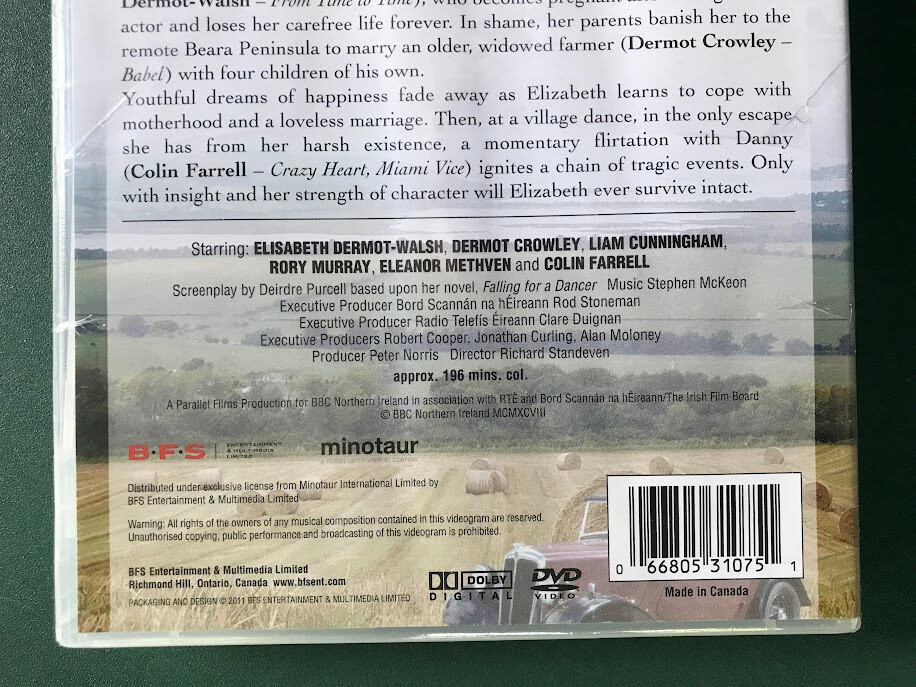 Dermot-Walsh – From Time to Time), who becomes pregnant
actor and loses her carefree life forever. In shame, her parents banish her to the
remote Beara Peninsula to marry an older, widowed farmer (Dermot Crowley –
Babel) with four children of his own.
Youthful dreams of happiness fade away as Elizabeth learns to cope with
motherhood and a loveless marriage. Then, at a village dance, in the only escape
she has from her harsh existence, a momentary flirtation with Danny
(Colin Farrell – Crazy Heart, Miami Vice) ignites a chain of tragic events. Only
with insight and her strength of character will Elizabeth ever survive intact.
Starring: ELISABETH DERMOT-WALSH, DERMOT CROWLEY, LIAM CUNNINGHAM,
RORY MURRAY, ELEANOR METHVEN and COLIN FARRELL
Screenplay by Deirdre Purcell based upon her novel, Falling for a Dancer Music Stephen McKeon
Executive Producer Bord Scannán na hÉireann Rod Stoneman
Executive Producer Radio Telefís Éireann Clare Duignan
Executive Producers Robert Cooper, Jonathan Curling, Alan Moloney
Producer Peter Norris Director Richard Standeven
approx. 196 mins. col.
A Parallel Films Production for BBC Northern Ireland in association with RTÉ and Bord Scannán na hÉireann/The Irish Film Board
© BBC Northern Ireland MCMXCVIII
B·F·S ENTERTAINMENT & MULTIMEDIA LIMITED
minotaur
Distributed under exclusive license from Minotaur International Limited by
BFS Entertainment & Multimedia Limited
Warning: All rights of the owners of any musical composition contained in this videogram are reserved.
Unauthorised copying, public performance and broadcasting of this videogram is prohibited.
BFS Entertainment & Multimedia Limited
Richmond Hill, Ontario, Canada www.bfsent.com
PACKAGING AND DESIGN © 2011 BFS ENTERTAINMENT & MULTIMEDIA LIMITED
DOLBY
DIGITAL
DVD
VIDEO
0 66805 31075 1
Made in Canada